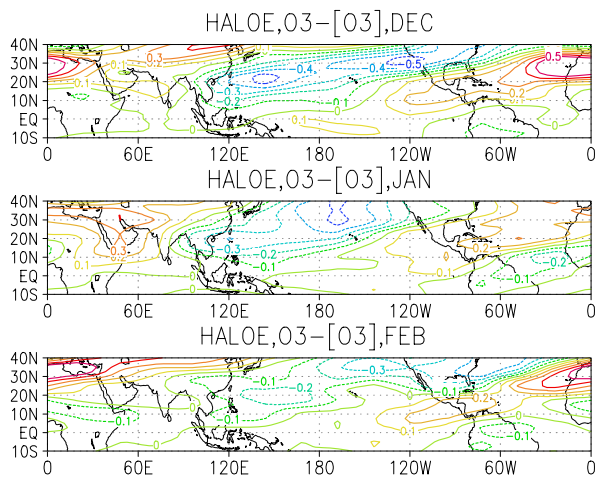 HALOE,O3-[O3],DEC
40N
30N
20N
10N
EQ
10S
0.1
0.3
0.1
0.1
-0.4
-0.3
-0.2
-0.4
-0.5
-0.1
0.1
0.2
0.5
0
0
0
0
60E
120E
180
120W
60W
0
HALOE,O3-[O3],JAN
40N
30N
20N
10N
EQ
10S
0.1
0.3
0.2
0
-0.3
-0.2
-0.1
0.1
0.2
-0.2
-0.1
0
0
60E
120E
180
120W
60W
0
HALOE,O3-[O3],FEB
40N
30N
20N
10N
EQ
10S
-0.1
0
-0.1
-0.1
-0.2
-0.3
0
-0.1
0.2
-0.1
0
0
60E
120E
180
120W
60W
0